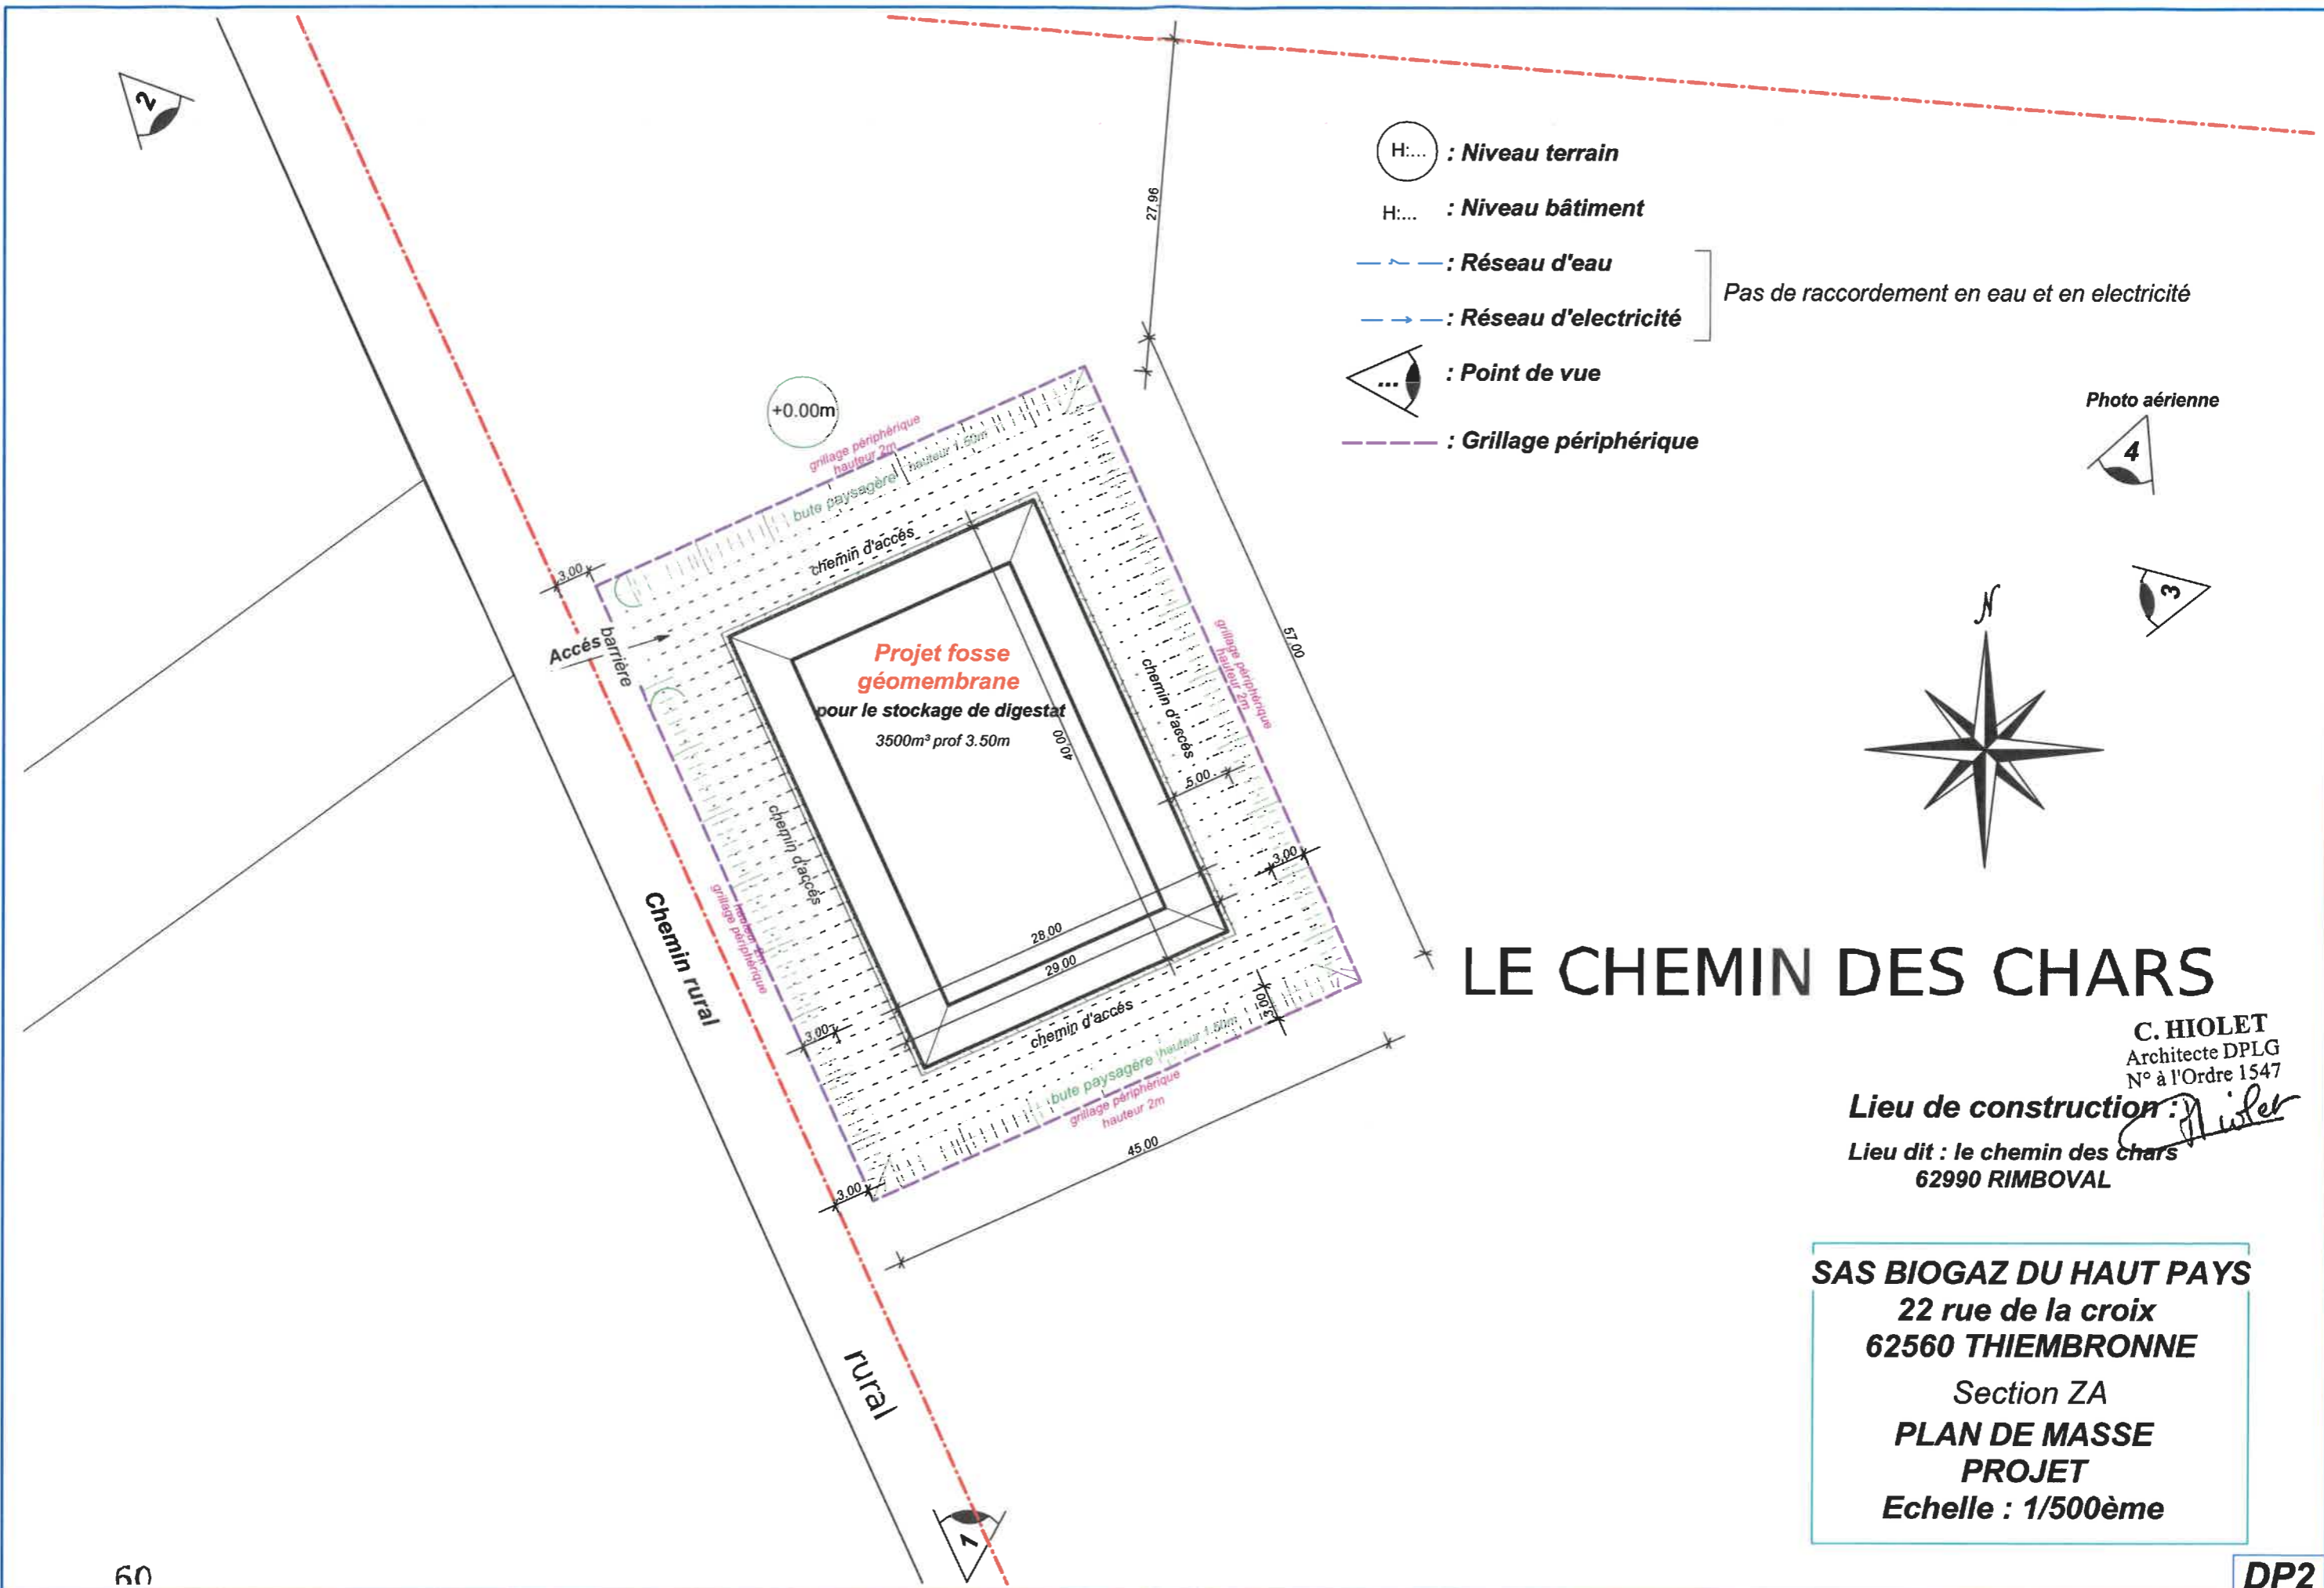 2
27,96
H:... : Niveau terrain
H:... : Niveau bâtiment
: Réseau d'eau
: Réseau d'electricité
Pas de raccordement en eau et en electricité
... : Point de vue
: Grillage périphérique
Photo aérienne
4
3
N
+0.00m
grillage périphérique
hauteur 2m
bute paysagère hauteur 1.50m
chemin d'accés
3,00
Accés
barrière
Projet fosse
géomembrane
pour le stockage de digestat
3500m³ prof 3.50m
40,00
chemin d'accés
grillage périphérique
hauteur 2m
57,00
5,00
3,00
chemin d'accés
grillage périphérique
hauteur 2m
Chemin rural
28,00
29,00
3,00
chemin d'accés
3,00
bute paysagère hauteur 1.50m
grillage périphérique
hauteur 2m
45,00
3,00
rural
1
60
LE CHEMIN DES CHARS
C. HIOLET
Architecte DPLG
N° à l'Ordre 1547
Lieu de construction :
Hiolet
Lieu dit : le chemin des chars
62990 RIMBOVAL
SAS BIOGAZ DU HAUT PAYS
22 rue de la croix
62560 THIEMBRONNE
Section ZA
PLAN DE MASSE
PROJET
Echelle : 1/500ème
DP2